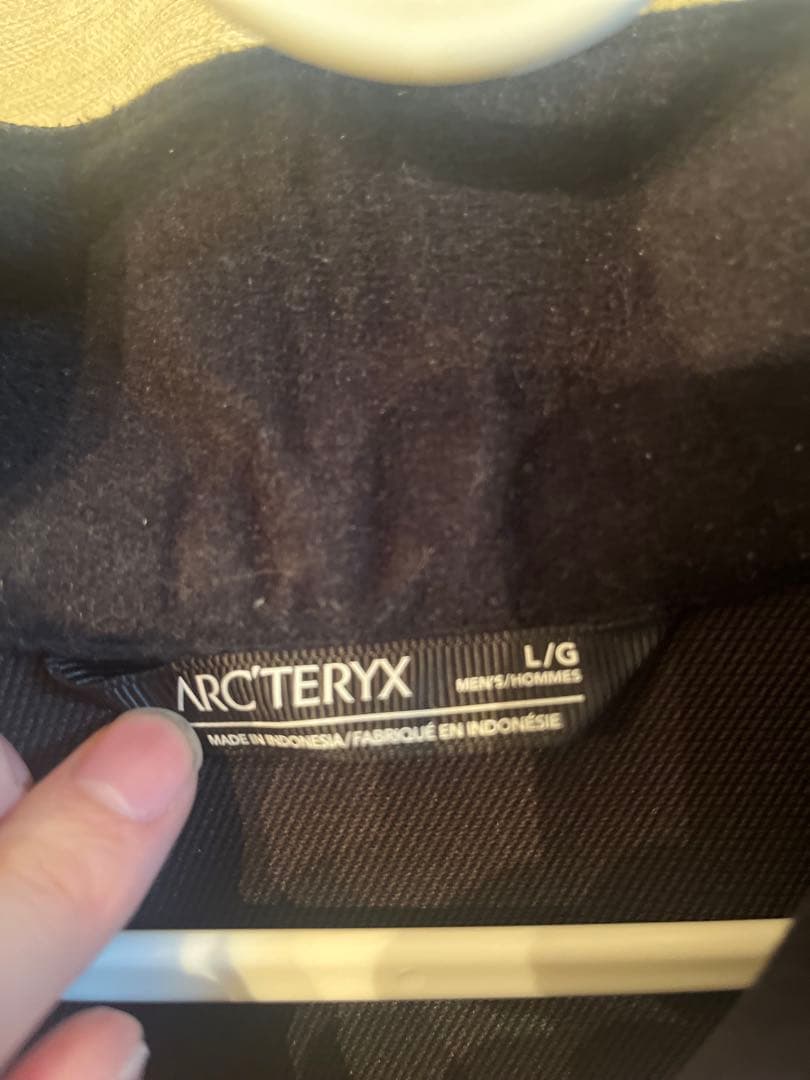 ARC'TERYX
L/G
MEN'S/HOMMES
MADE IN INDONESIA/FABRIQUÉ EN INDONÉSIE